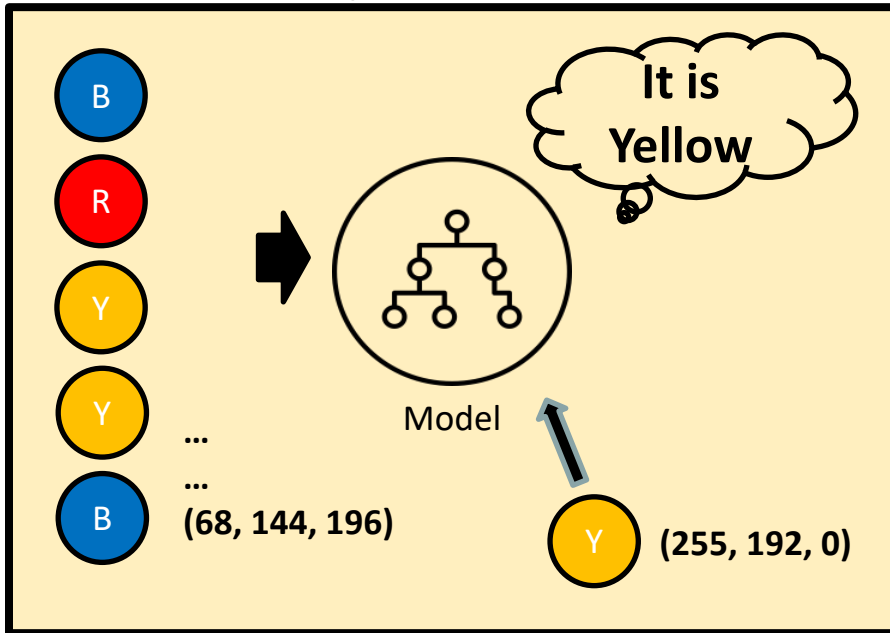 B
R
Y
Y
...
...
B
(68, 144, 196)
Model
It is
Yellow
Y
(255, 192, 0)